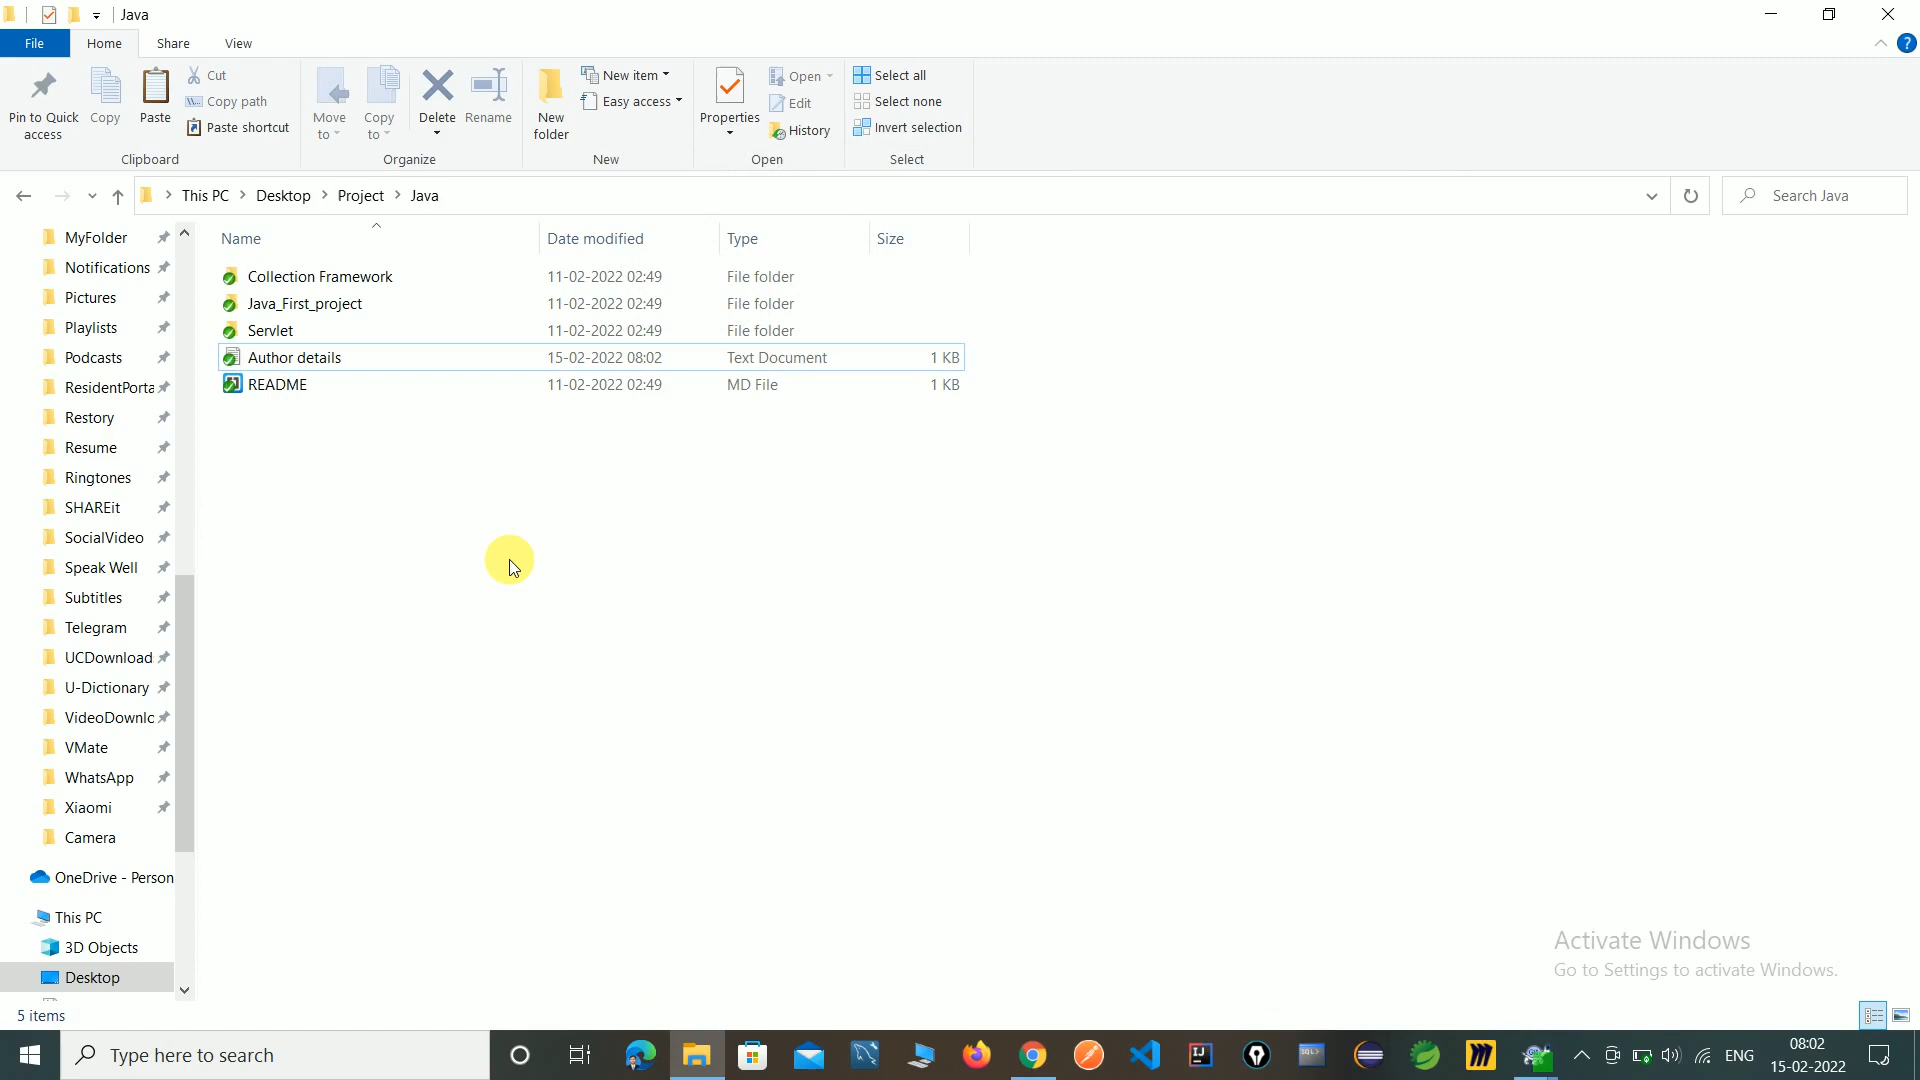 Java
File
Home
Share
View
Pin to Quick access
Copy
Paste
Cut
Copy path
Paste shortcut
Clipboard
Move to
Copy to
Delete
Rename
Organize
New folder
New item
Easy access
New
Properties
Open
Edit
History
Open
Select all
Select none
Invert selection
Select
This PC
Desktop
Project
Java
Search Java
Name
Date modified
Type
Size
Collection Framework 11-02-2022 02:49 File folder
Java_First_project 11-02-2022 02:49 File folder
Servlet 11-02-2022 02:49 File folder
Author details 15-02-2022 08:02 Text Document 1 KB
README 11-02-2022 02:49 MD File 1 KB
MyFolder
Notifications
Pictures
Playlists
Podcasts
ResidentPorta
Restory
Resume
Ringtones
SHAREit
SocialVideo
Speak Well
Subtitles
Telegram
UCDownload
U-Dictionary
VideoDownlo
VMate
WhatsApp
Xiaomi
Camera
OneDrive - Person
This PC
3D Objects
Desktop
Activate Windows
Go to Settings to activate Windows.
5 items
Type here to search
SQL>
ENG
08:02
15-02-2022